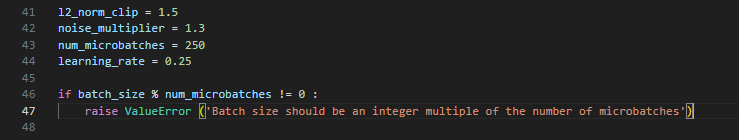 41 l2_norm_clip = 1.5
42 noise_multiplier = 1.3
43 num_microbatches = 250
44 learning_rate = 0.25
45
46 if batch_size % num_microbatches != 0 :
47 raise ValueError ('Batch size should be an integer multiple of the number of microbatches')
48